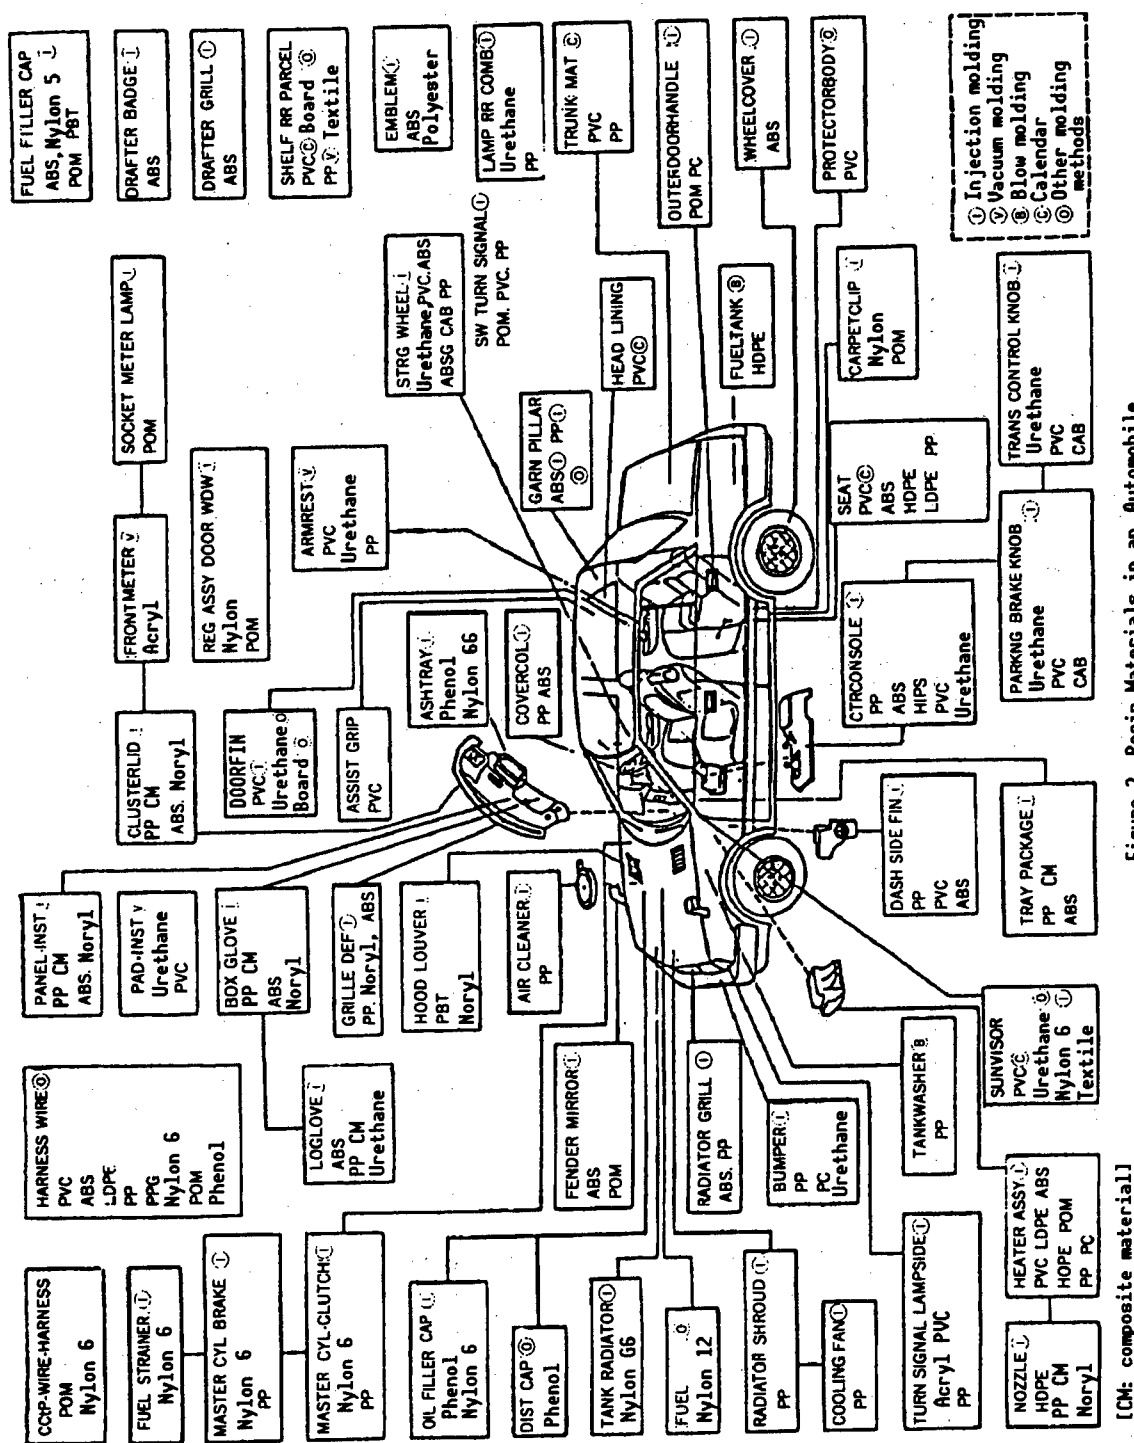 CCtP-WIRE-HARNESS
POM
Nylon 6
FUEL STRAINER Ⓘ
Nylon 6
MASTER CYL BRAKE Ⓘ
Nylon 6
PP
MASTER CYL-CLUTCH Ⓘ
Nylon 6
PP
OIL FILLER CAP Ⓘ
Phenol
Nylon 6
DIST CAP Ⓞ
Phenol
TANK RADIATOR Ⓘ
Nylon G6
FUEL Ⓞ
Nylon 12
RADIATOR SHROUD Ⓘ
PP
COOLING FAN Ⓘ
PP
TURN SIGNAL LAMPSIDE Ⓘ
Acryl PVC
PP
NOZZLE Ⓘ
HDPE
PP CM
Noryl
HARNESS WIRE Ⓞ
PVC
ABS
LDPE
PP
PPG
Nylon 6
POM
Phenol
LOGLOVE Ⓘ
ABS
PP CM
Urethane
FENDER MIRROR Ⓘ
ABS
POM
RADIATOR GRILL Ⓘ
ABS. PP
BUMPER Ⓘ
PP
PC
Urethane
TANKWASHER B
PP
HEATER ASSY. Ⓘ
PVC LDPE ABS
HOPE POM
PP PC
SUNVISOR
PVC Ⓒ
Urethane Ⓞ
Nylon 6 Ⓘ
Textile
PANEL-INST I
PP CM
ABS. Noryl
PAD-INST V
Urethane
PVC
BOX GLOVE I
PP CM
ABS
Noryl
GRILLE DEF Ⓘ
PP. Noryl, ABS
HOOD LOUVER I
PBT
Noryl
AIR CLEANER Ⓘ
PP
DASH SIDE FIN Ⓘ
PP
PVC
ABS
TRAY PACKAGE Ⓘ
PP CM
ABS
CLUSTERLID I
PP CM
ABS. Noryl
DOORFIN
PVC Ⓘ
Urethane Ⓞ
Board Ⓞ
ASSIST GRIP
PVC
ASHTRAY Ⓘ
Phenol
Nylon 66
COVERCOL Ⓘ
PP ABS
CTRCONSOLE Ⓘ
PP
ABS
HIPS
PVC
Urethane
PARKNG BRAKE KNOB Ⓘ
Urethane
PVC
CAB
FRONTMETER V
Acryl
REG ASSY DOOR WDW Ⓘ
Nylon
POM
ARMREST Ⓥ
PVC
Urethane
PP
GARN PILLAR
ABS Ⓘ PP Ⓘ
Ⓞ
SEAT
PVC Ⓒ
ABS
HDPE
LDPE PP
TRANS CONTROL KNOB Ⓘ
Urethane
PVC
CAB
SOCKET METER LAMP Ⓘ
POM
STRG WHEEL Ⓘ
Urethane, PVC. ABS
ABSG CAB PP
SW TURN SIGNAL Ⓘ
POM. PVC. PP
HEAD LINING
PVC Ⓒ
FUELTANK Ⓑ
HDPE
CARPETCLIP Ⓘ
Nylon
POM
FUEL FILLER CAP
ABS, Nylon 5 Ⓘ
POM PBT
DRAFTER BADGE Ⓘ
ABS
DRAFTER GRILL Ⓘ
ABS
SHELF RR PARCEL
PVC Ⓒ Board Ⓞ
PP Ⓥ Textile
EMBLEM Ⓘ
ABS
Polyester
LAMP RR COMB Ⓘ
Urethane
PP
TRUNK MAT Ⓒ
PVC
PP
OUTERDOORHANDLE Ⓘ
POM PC
WHEELCOVER Ⓘ
ABS
PROTECTORBODY Ⓞ
PVC
Ⓘ Injection molding
Ⓥ Vacuum molding
Ⓑ Blow molding
Ⓒ Calendar
Ⓞ Other molding
methods
[CM: composite material]
Figure 2. Resin Materials in an Automobile